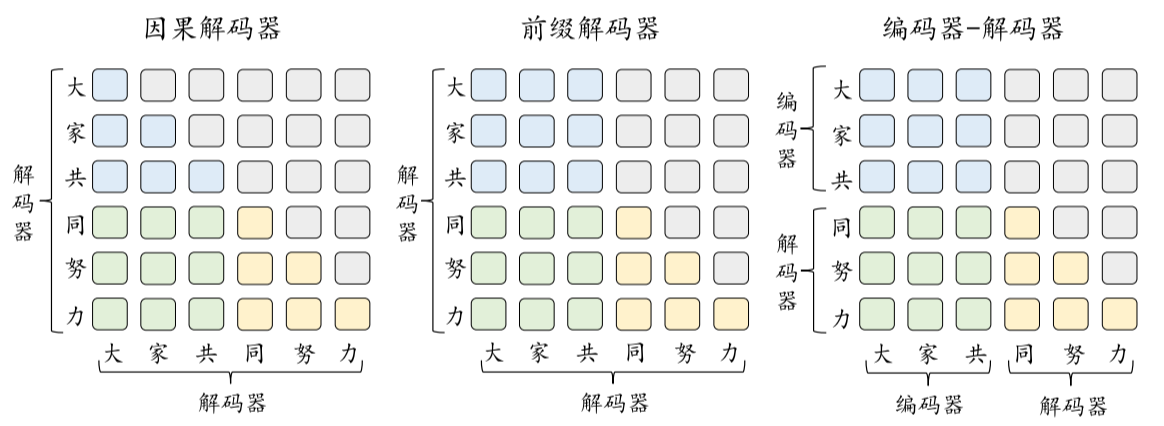 因果解码器
前缀解码器
编码器-解码器
解码器
大
家
共
同
努
力
大 家 共 同 努 力
解码器
解码器
大
家
共
同
努
力
大 家 共 同 努 力
解码器
编码器
解码器
大
家
共
同
努
力
大 家 共 同 努 力
编码器 解码器